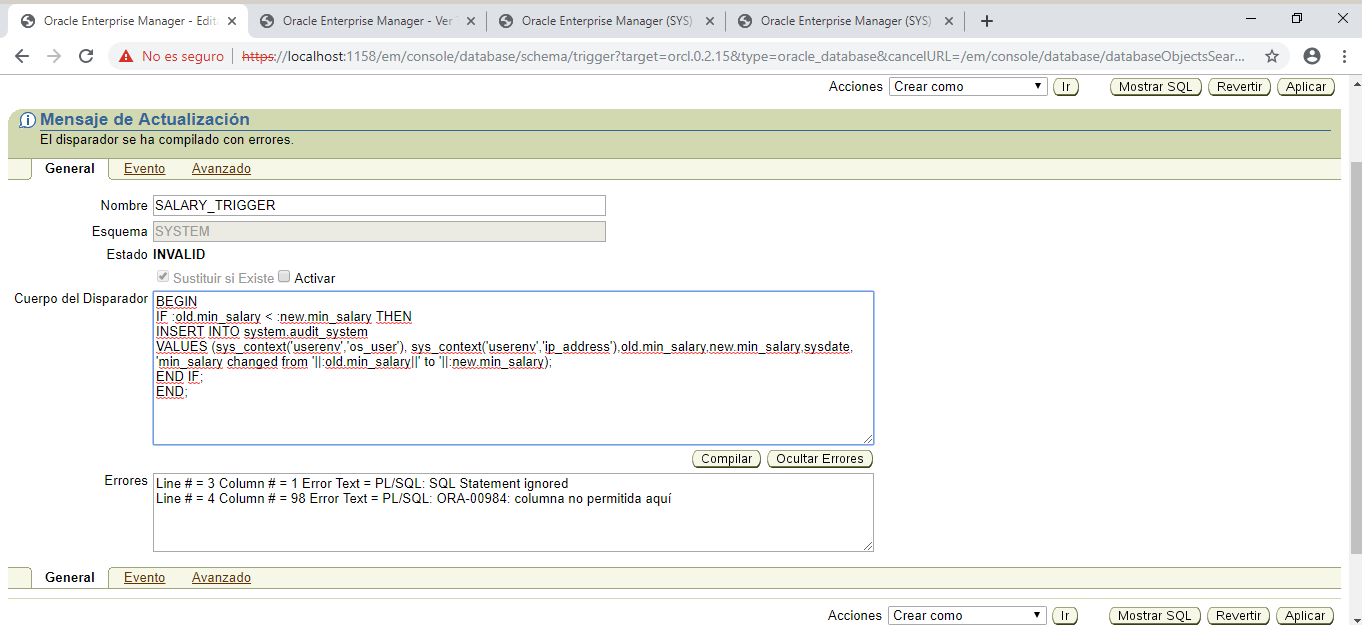 Oracle Enterprise Manager - Edit
Oracle Enterprise Manager - Ver
Oracle Enterprise Manager (SYS)
Oracle Enterprise Manager (SYS)
No es seguro
https://localhost:1158/em/console/database/schema/trigger?target=orcl.0.2.15&type=oracle_database&cancelURL=/em/console/database/databaseObjectsSear...
Acciones Crear como Ir Mostrar SQL Revertir Aplicar
Mensaje de Actualización
El disparador se ha compilado con errores.
General Evento Avanzado
Nombre SALARY_TRIGGER
Esquema SYSTEM
Estado INVALID
Sustituir si Existe Activar
Cuerpo del Disparador BEGIN
IF :old.min_salary < :new.min_salary THEN
INSERT INTO system.audit_system
VALUES (sys_context('userenv','os_user'), sys_context('userenv','ip_address'),old.min_salary,new.min_salary,sysdate,
'min_salary changed from '||:old.min_salary||' to '||:new.min_salary);
END IF;
END;
Compilar Ocultar Errores
Errores Line # = 3 Column # = 1 Error Text = PL/SQL: SQL Statement ignored
Line # = 4 Column # = 98 Error Text = PL/SQL: ORA-00984: columna no permitida aquí
General Evento Avanzado
Acciones Crear como Ir Mostrar SQL Revertir Aplicar